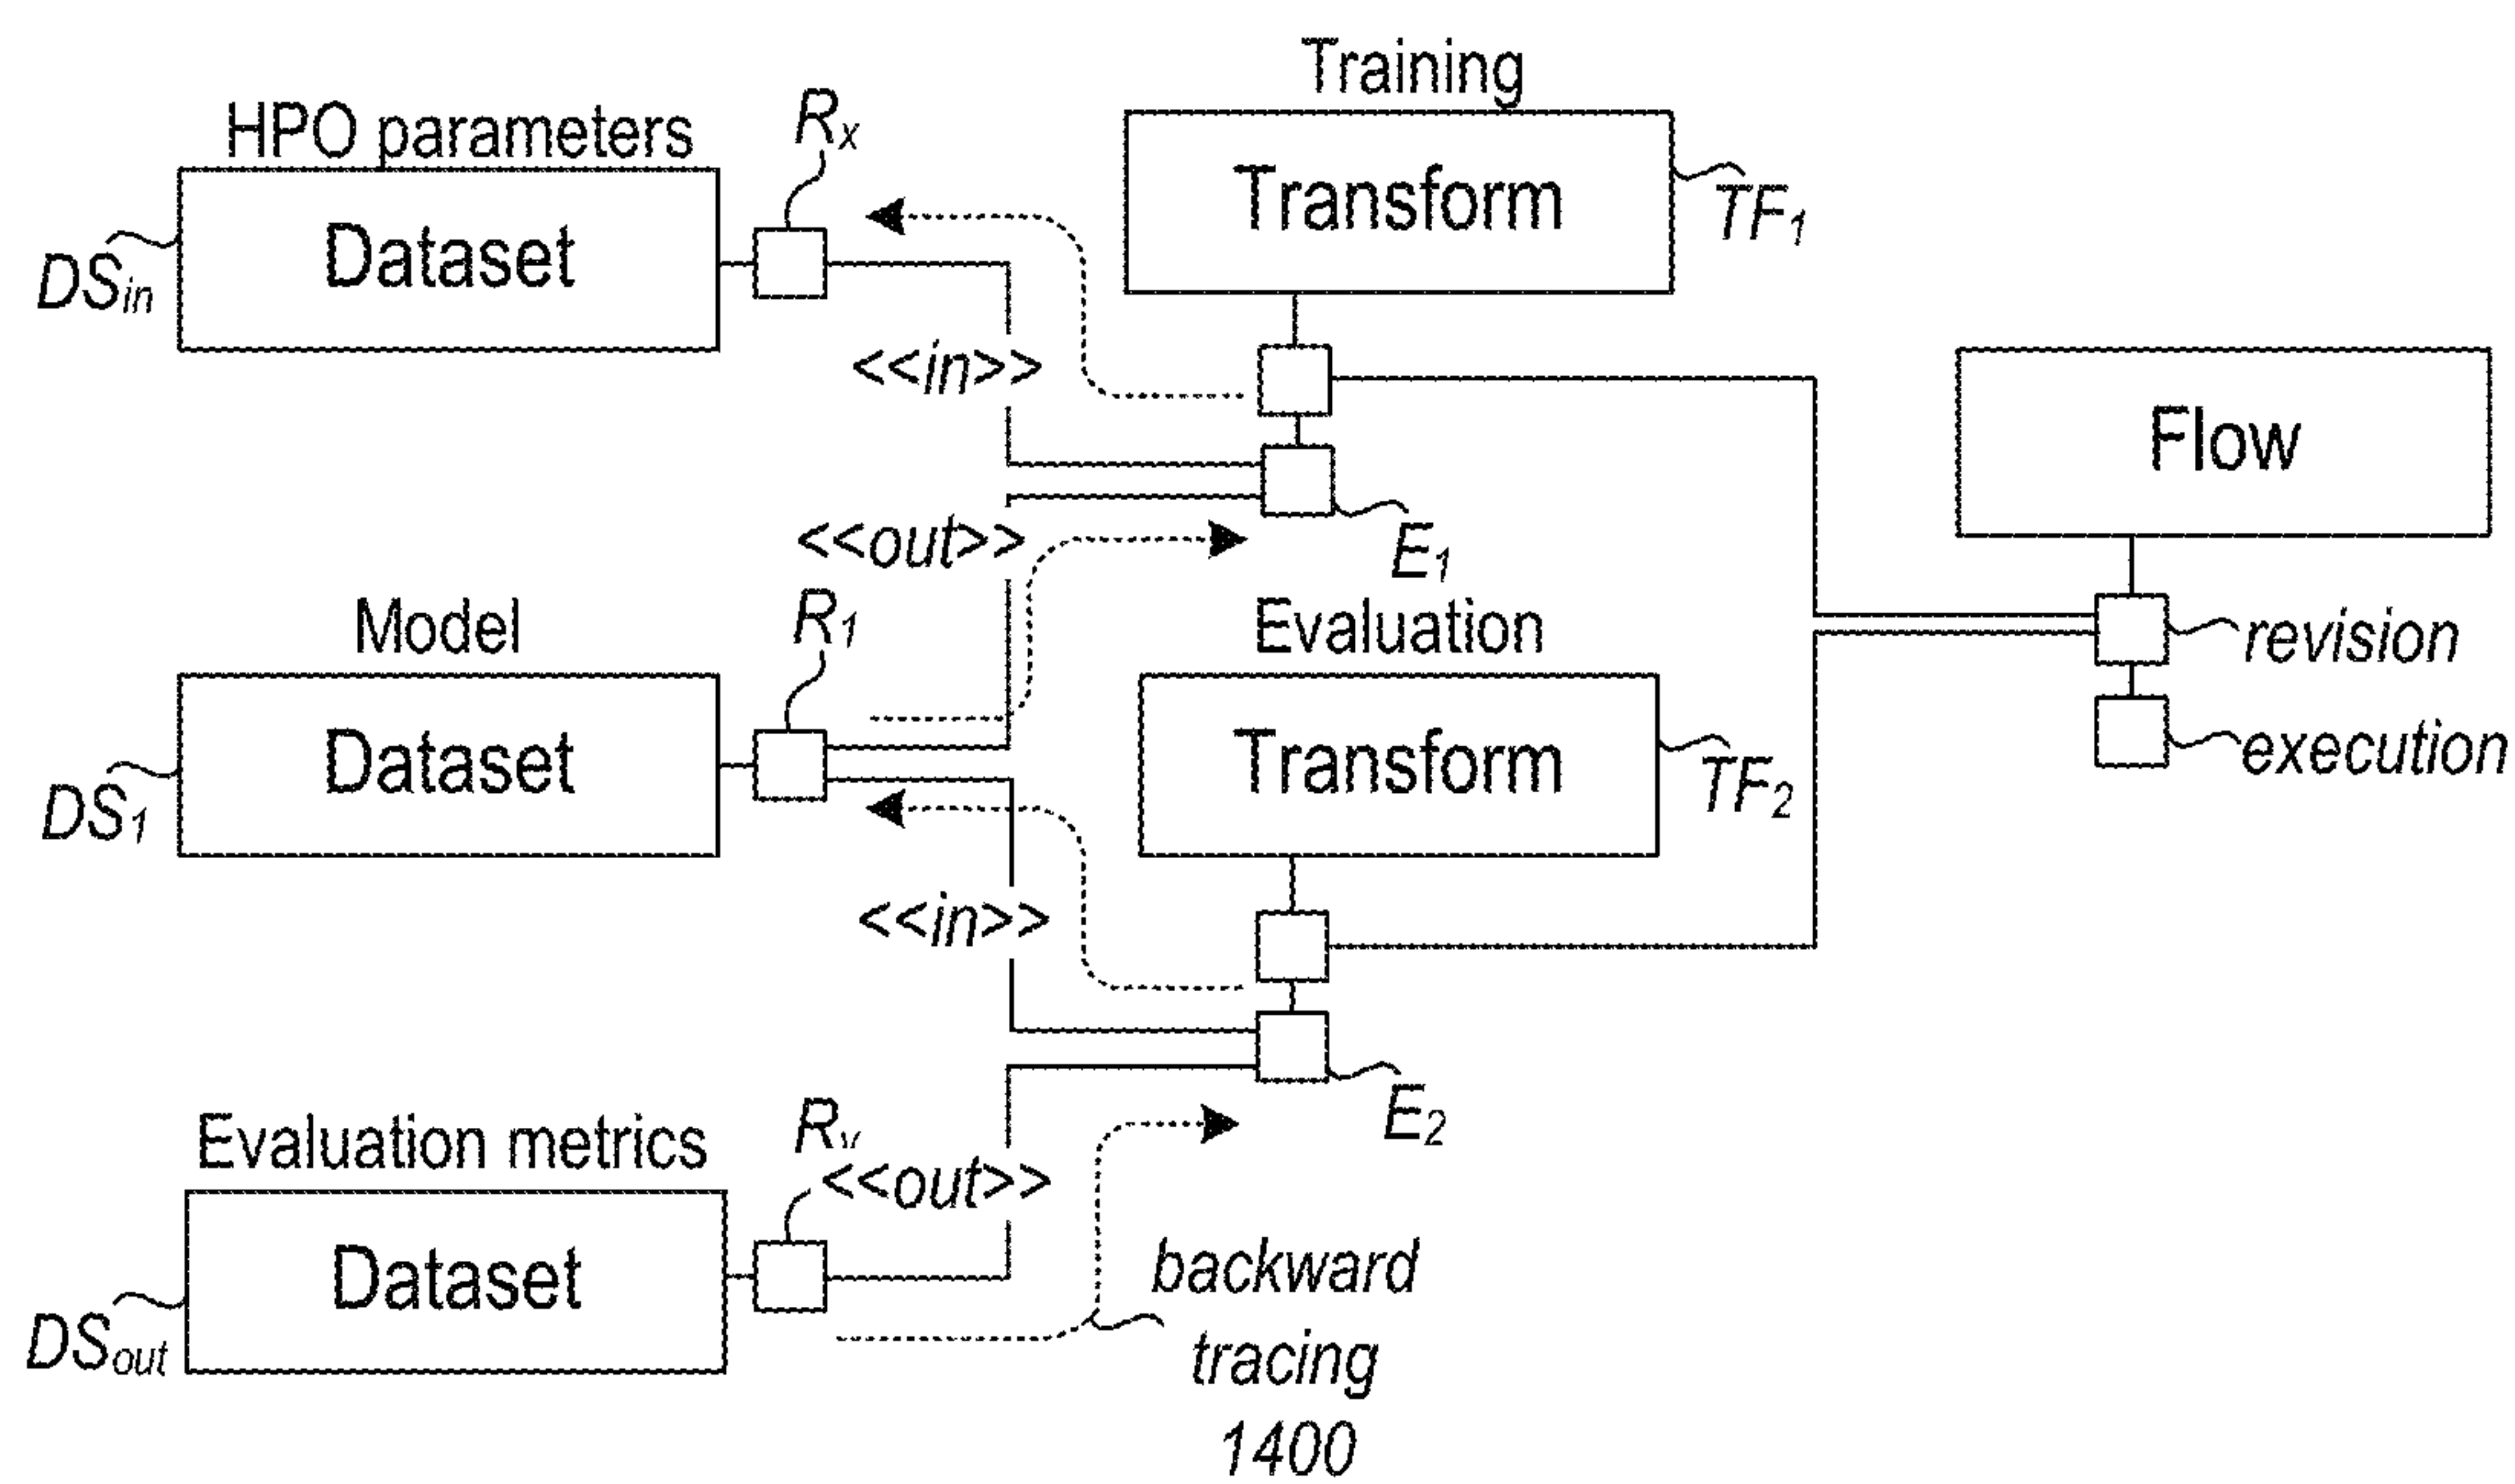 Training
HPO parameters
Rx
Transform
TF1
Dataset
DSin
<<in>>
Flow
<<out>>
E1
Model
R1
Evaluation
revision
Dataset
Transform
execution
DS1
TF2
<<in>>
Evaluation metrics
Ry
E2
<<out>>
Dataset
DSout
backward
tracing
1400